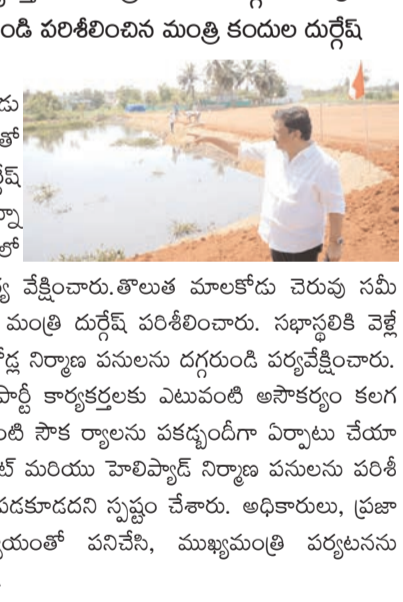 ండి పరిశీలించిన మంత్రి కందుల దుర్గేష్
డు
తో
గేష్
న్నా
లో
్య వేక్షించారు.తొలుత మాలకోడు చెరువు సమీ
మంత్రి దుర్గేష్ పరిశీలించారు. సభాస్థలికి వెళ్లే
డ్ల నిర్మాణ పనులను దగ్గరుండి పర్యవేక్షించారు.
పార్టీ కార్యకర్తలకు ఎటువంటి అసౌకర్యం కలగ
ంటి సౌక ర్యాలను పకడ్బందీగా ఏర్పాటు చేయా
ట్ మరియు హెలిప్యాడ్ నిర్మాణ పనులను పరిశీ
పడకూడదని స్పష్టం చేశారు. అధికారులు, ప్రజా
్వయంతో పనిచేసి, ముఖ్యమంత్రి పర్యటనను